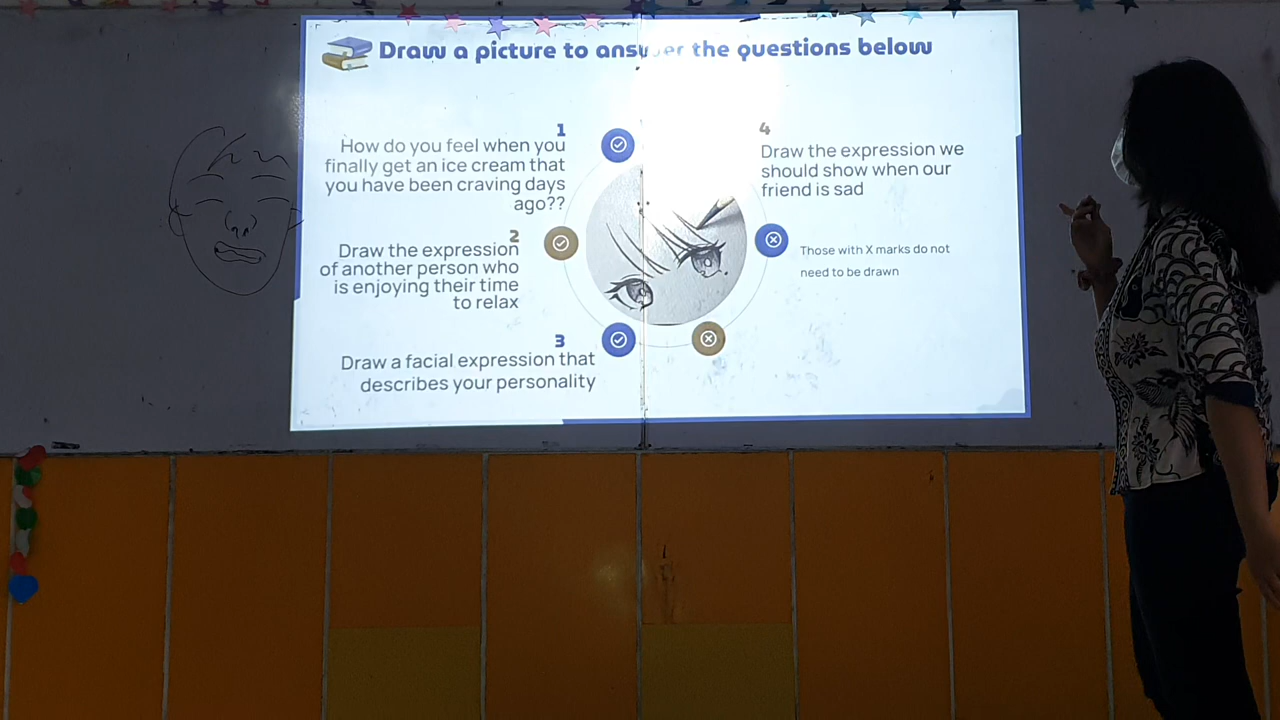 Draw a picture to answer the questions below
1
How do you feel when you
finally get an ice cream that
you have been craving days
ago??
2
Draw the expression
of another person who
is enjoying their time
to relax
3
Draw a facial expression that
describes your personality
4
Draw the expression we
should show when our
friend is sad
Those with X marks do not
need to be drawn